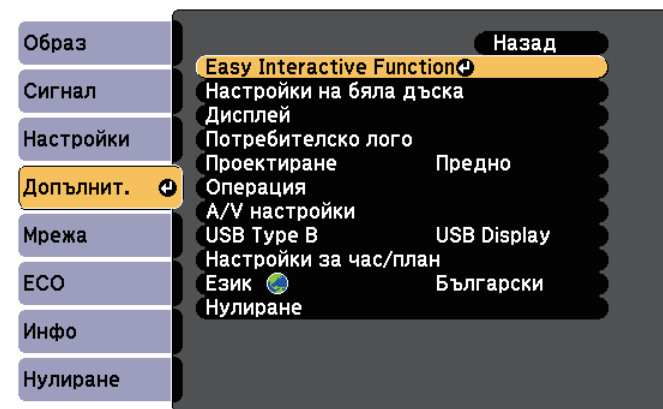 Образ
Сигнал
Настройки
Допълнит.
Мрежа
ECO
Инфо
Нулиране
Назад
Easy Interactive Function
Настройки на бяла дъска
Дисплей
Потребителско лого
Проектиране Предно
Операция
A/V настройки
USB Type B USB Display
Настройки за час/план
Език Български
Нулиране